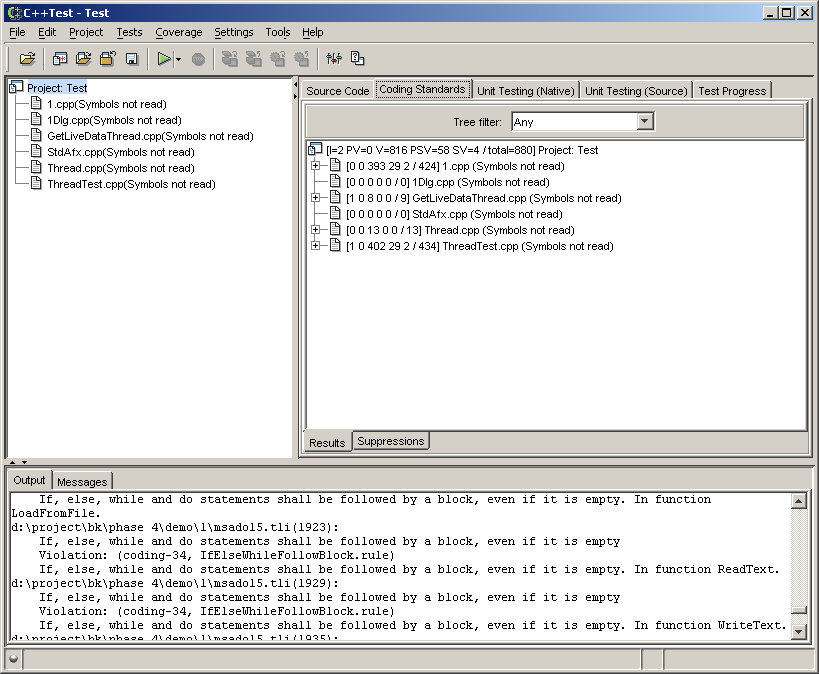 C++Test - Test
File Edit Project Tests Coverage Settings Tools Help
Project: Test
1.cpp(Symbols not read)
1Dlg.cpp(Symbols not read)
GetLiveDataThread.cpp(Symbols not read)
StdAfx.cpp(Symbols not read)
Thread.cpp(Symbols not read)
ThreadTest.cpp(Symbols not read)
Source Code Coding Standards Unit Testing (Native) Unit Testing (Source) Test Progress
Tree filter: Any
[I=2 PV=0 V=816 PSV=58 SV=4 / total=880] Project: Test
[0 0 393 29 2 / 424] 1.cpp (Symbols not read)
[0 0 0 0 0 / 0] 1Dlg.cpp (Symbols not read)
[1 0 8 0 0 / 9] GetLiveDataThread.cpp (Symbols not read)
[0 0 0 0 0 / 0] StdAfx.cpp (Symbols not read)
[0 0 13 0 0 / 13] Thread.cpp (Symbols not read)
[1 0 402 29 2 / 434] ThreadTest.cpp (Symbols not read)
Results Suppressions
Output Messages
If, else, while and do statements shall be followed by a block, even if it is empty. In function
LoadFromFile.
d:\project\bk\phase 4\demo\1\msado15.tli(1923):
If, else, while and do statements shall be followed by a block, even if it is empty
Violation: (coding-34, IfElseWhileFollowBlock.rule)
If, else, while and do statements shall be followed by a block, even if it is empty. In function ReadText.
d:\project\bk\phase 4\demo\1\msado15.tli(1929):
If, else, while and do statements shall be followed by a block, even if it is empty
Violation: (coding-34, IfElseWhileFollowBlock.rule)
If, else, while and do statements shall be followed by a block, even if it is empty. In function WriteText.
d:\project\bk\phase 4\demo\1\msado15.tli(1935):